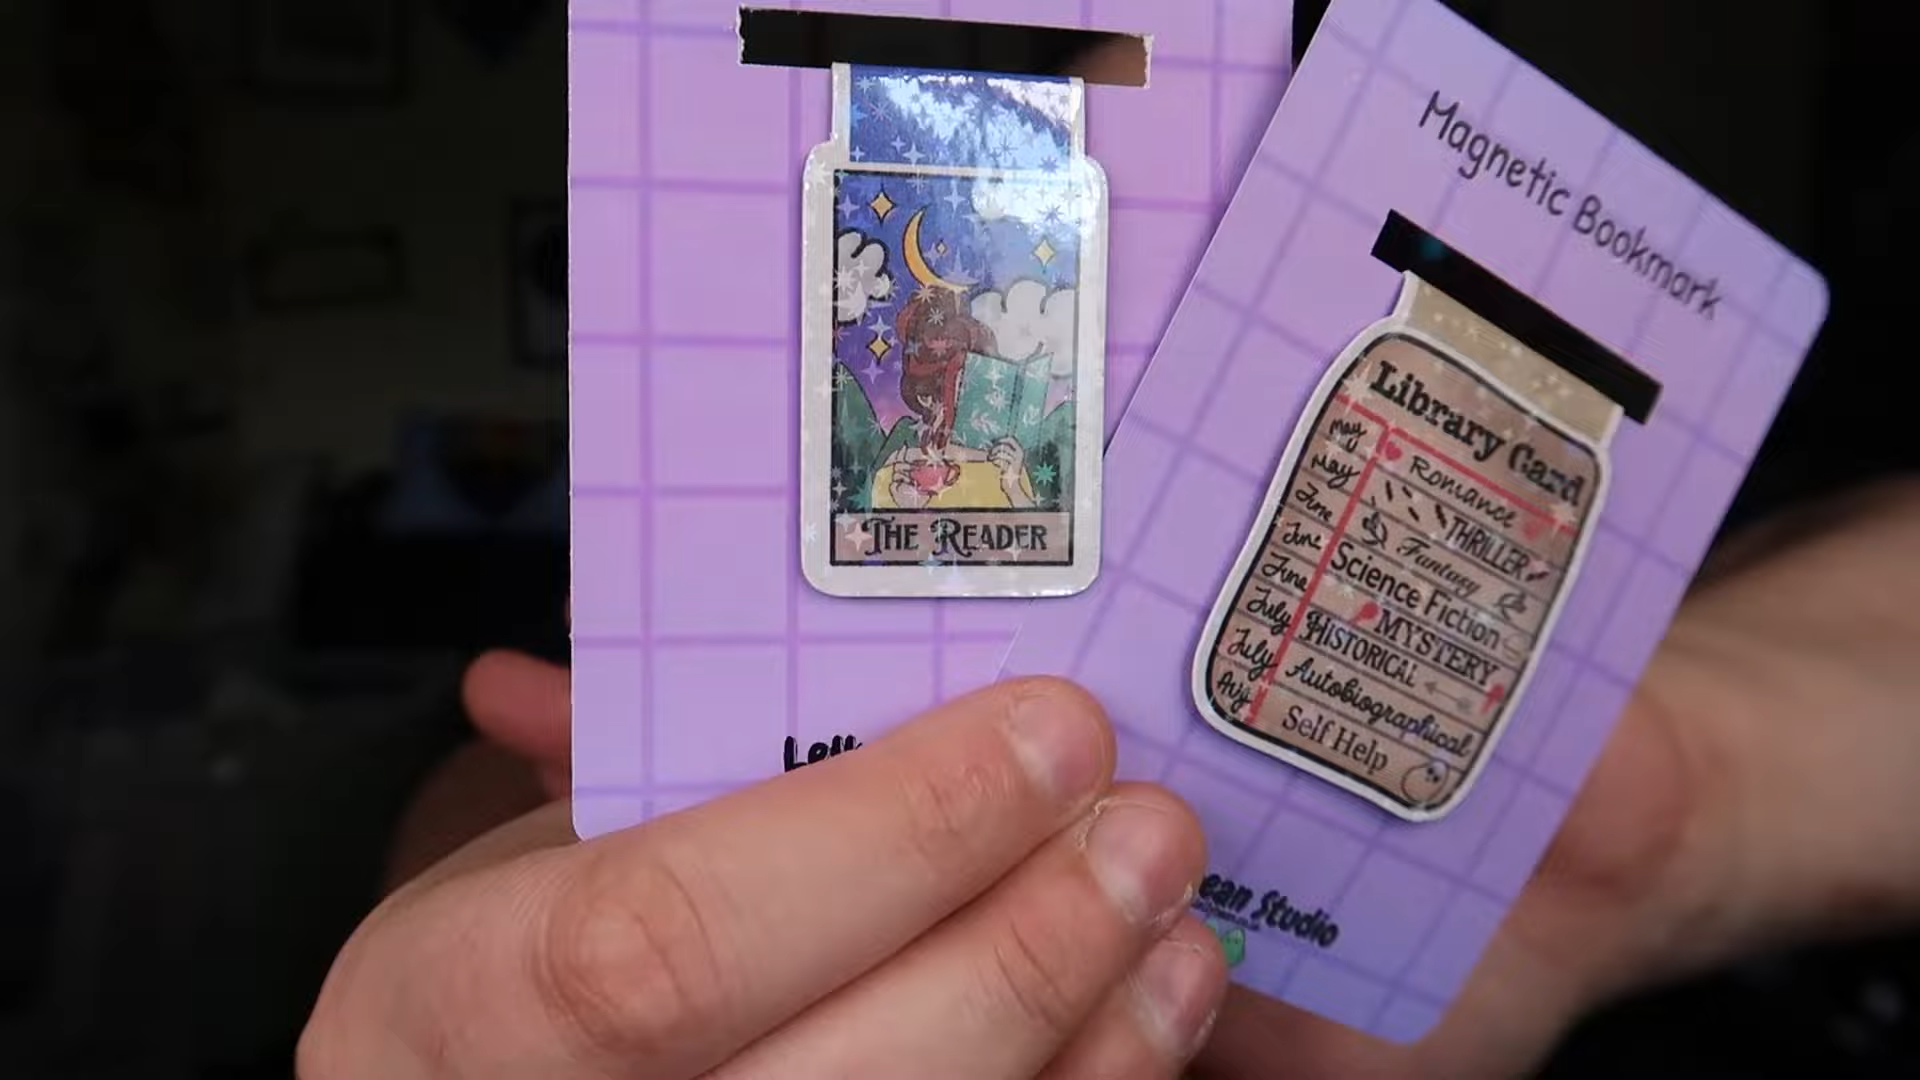 THE READER
Magnetic Bookmark
Library Card
May Romance
May THRILLER
June Fantasy
June Science Fiction
June MYSTERY
July HISTORICAL
July Autobiographical
Aug Self Help
Studio